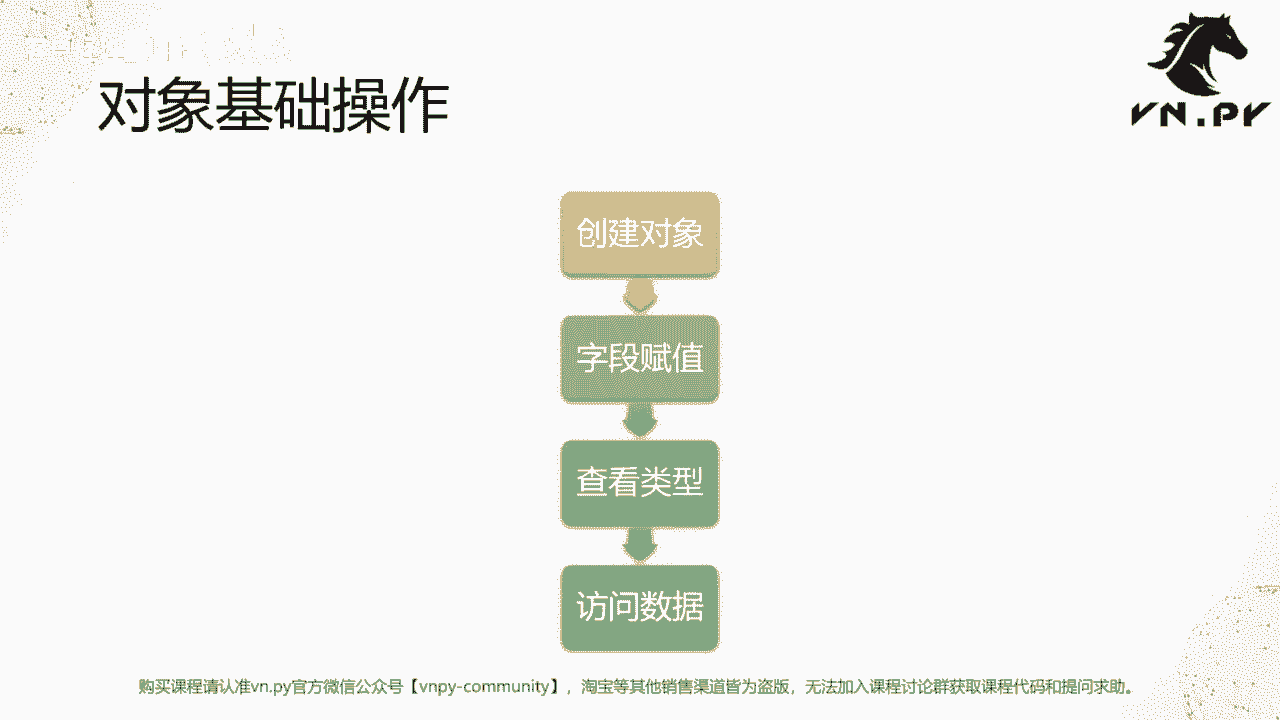 对象基础操作
VN.PY
创建对象
字段赋值
查看类型
访问数据
购买课程请认准vn.py官方微信公众号【vnpy-community】，淘宝等其他销售渠道皆为盗版，无法加入课程讨论群获取课程代码和提问求助。